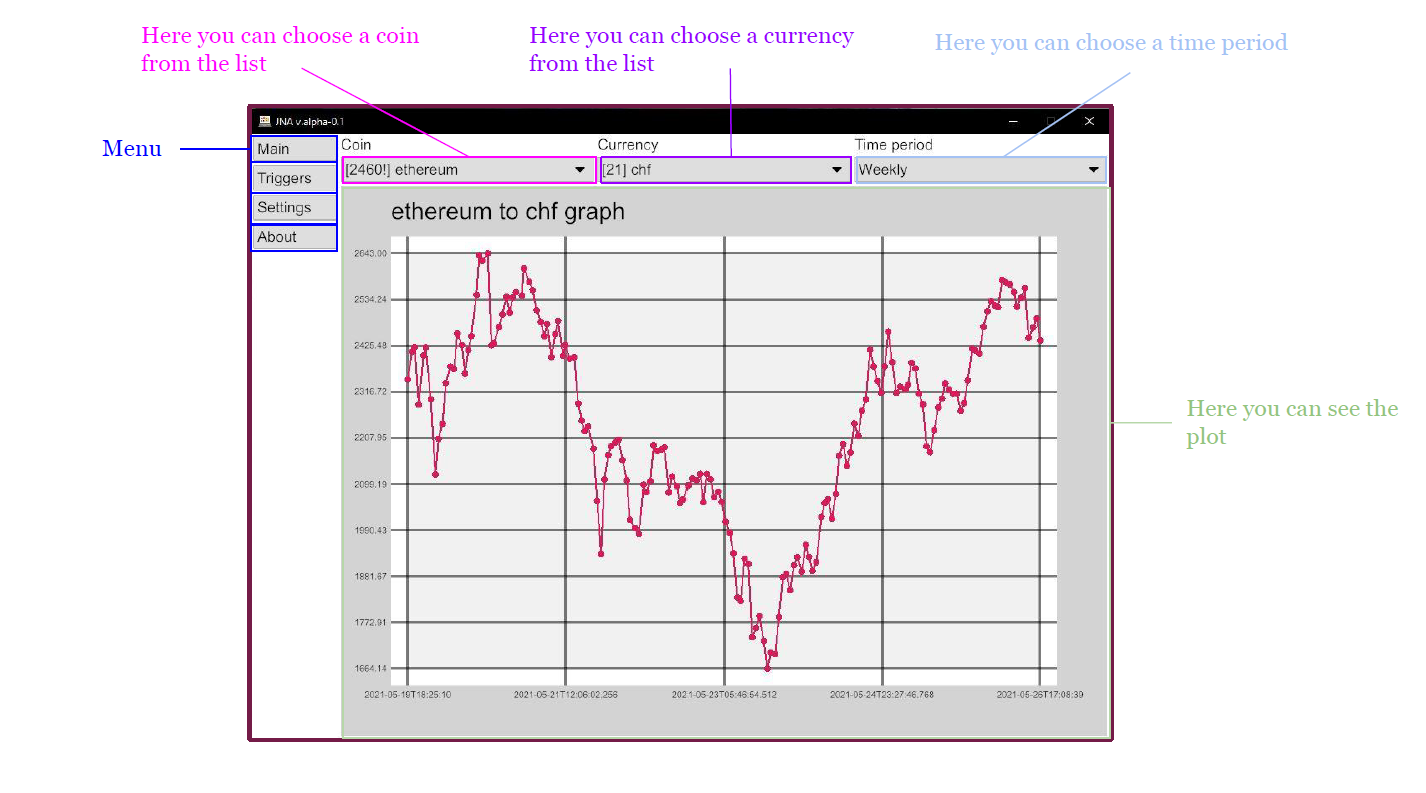 Here you can choose a coin
from the list
Here you can choose a currency
from the list
Here you can choose a time period
JNA v.alpha-0.1
Menu
Main
Triggers
Settings
About
Coin
Currency
Time period
[2460!] ethereum
[21] chf
Weekly
ethereum to chf graph
2643.00
2534.24
2425.48
2316.72
2207.95
2099.19
1990.43
1881.67
1772.91
1664.14
2021-05-19T18:25:10
2021-05-21T12:06:02.256
2021-05-23T05:46:54.512
2021-05-24T23:27:46.768
2021-05-26T17:08:39
Here you can see the
plot